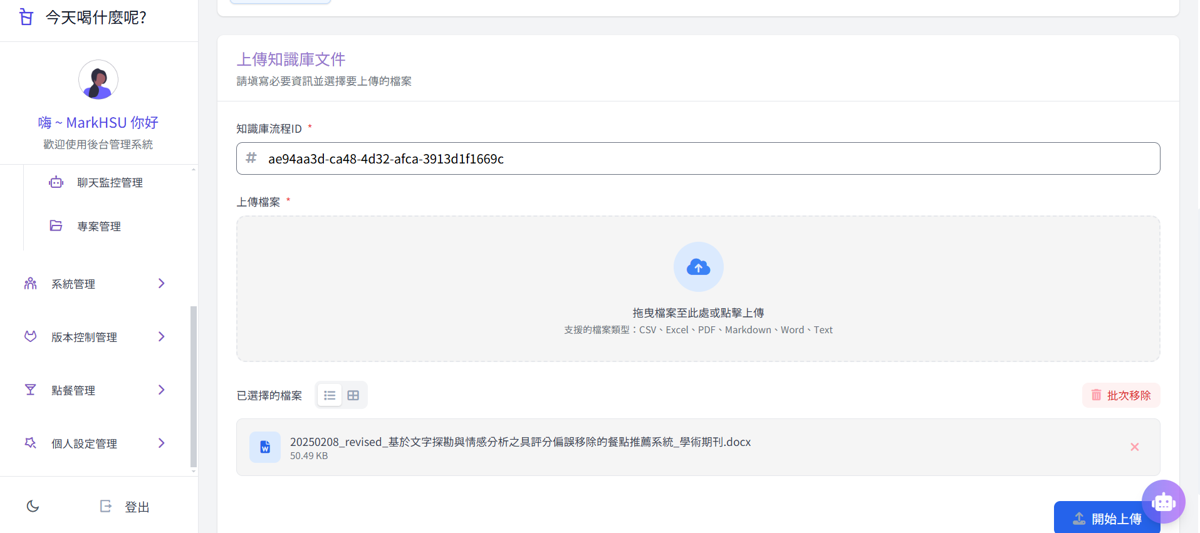 今天喝什麼呢?
嗨 ~ MarkHSU 你好
歡迎使用後台管理系統
聊天監控管理
專案管理
系統管理
版本控制管理
點餐管理
個人設定管理
登出
上傳知識庫文件
請填寫必要資訊並選擇要上傳的檔案
知識庫流程ID *
# ae94aa3d-ca48-4d32-afca-3913d1f1669c
上傳檔案 *
拖曳檔案至此處或點擊上傳
支援的檔案類型：CSV、Excel、PDF、Markdown、Word、Text
已選擇的檔案
批次移除
20250208_revised_基於文字探勘與情感分析之具評分偏誤移除的餐點推薦系統_學術期刊.docx
50.49 KB
開始上傳